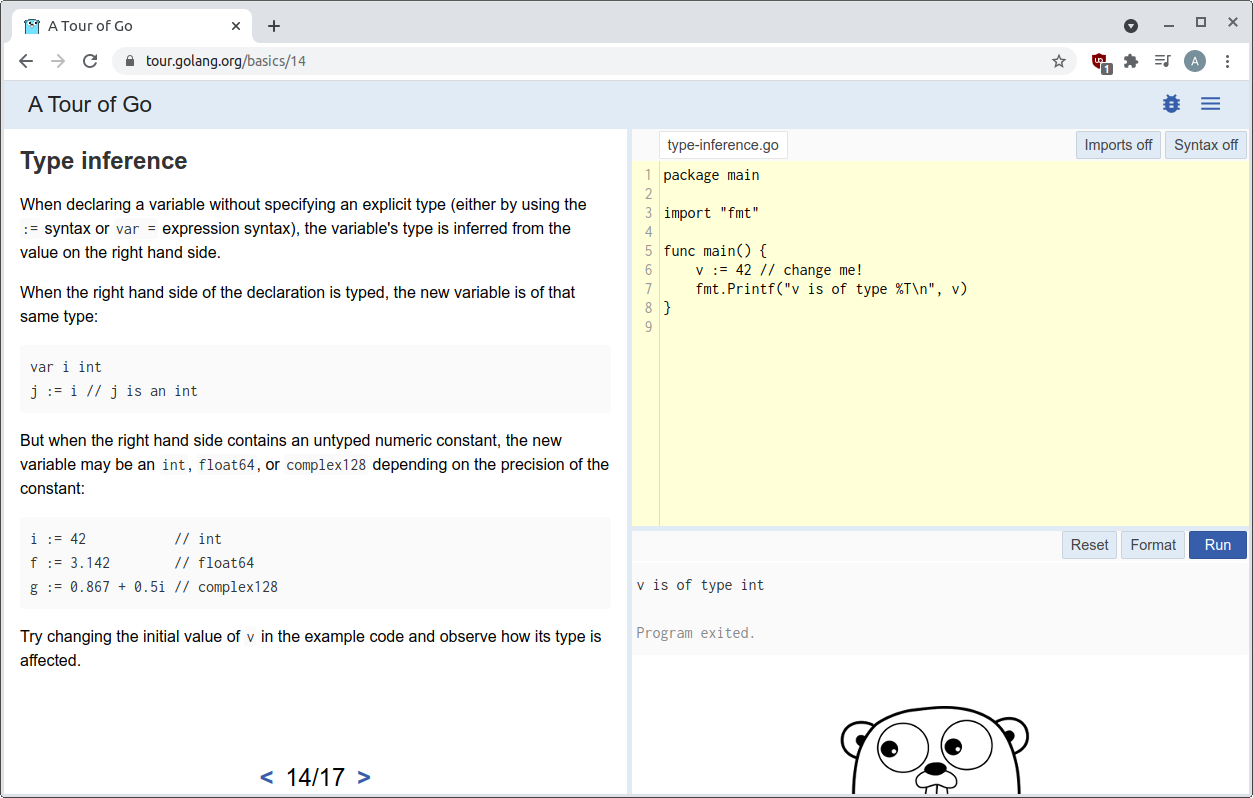 A Tour of Go
tour.golang.org/basics/14
1
A
A Tour of Go
Type inference
When declaring a variable without specifying an explicit type (either by using the
:= syntax or var = expression syntax), the variable's type is inferred from the
value on the right hand side.
When the right hand side of the declaration is typed, the new variable is of that
same type:
var i int
j := i // j is an int
But when the right hand side contains an untyped numeric constant, the new
variable may be an int, float64, or complex128 depending on the precision of the
constant:
i := 42           // int
f := 3.142        // float64
g := 0.867 + 0.5i // complex128
Try changing the initial value of v in the example code and observe how its type is
affected.
< 14/17 >
type-inference.go
Imports off
Syntax off
1 package main
2
3 import "fmt"
4
5 func main() {
6     v := 42 // change me!
7     fmt.Printf("v is of type %T\n", v)
8 }
9
Reset
Format
Run
v is of type int
Program exited.